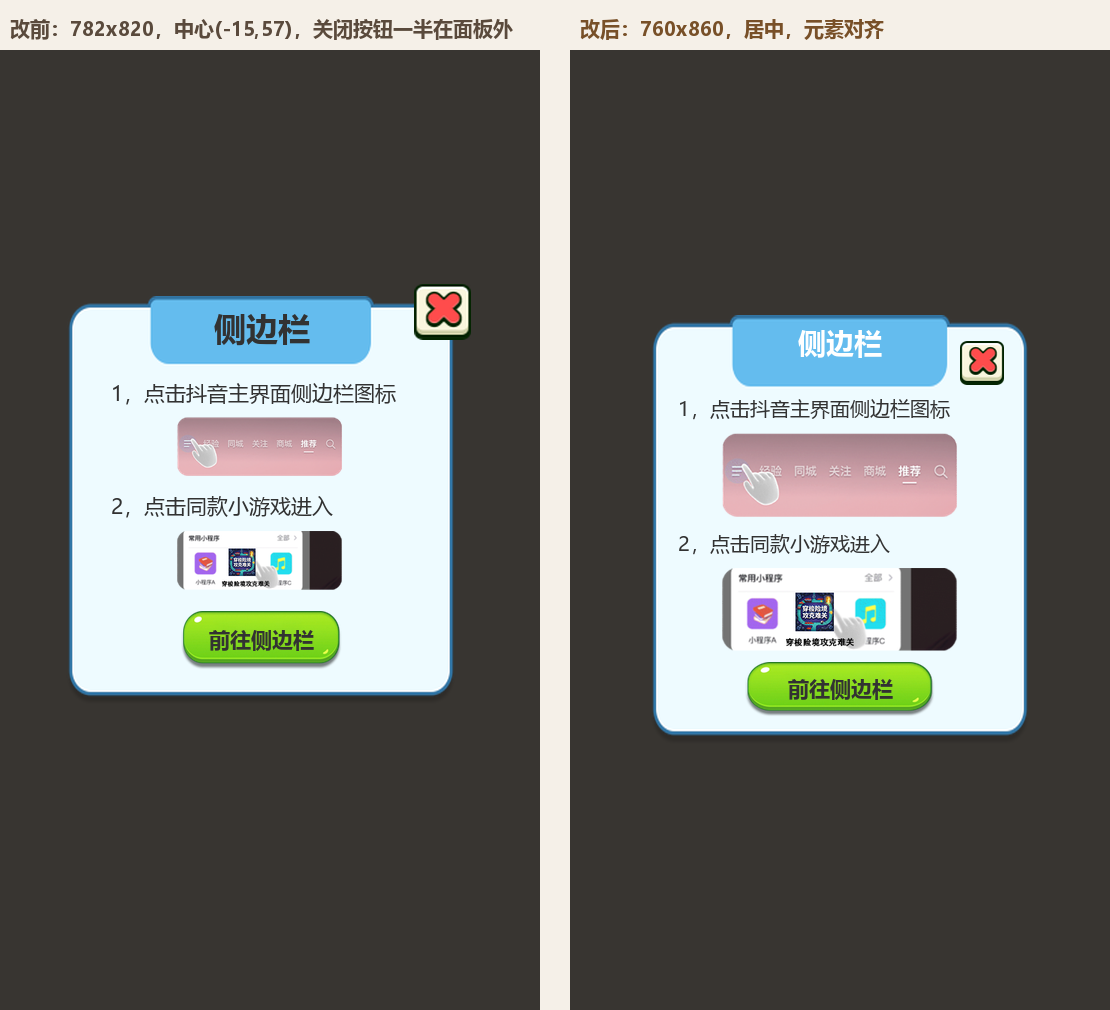 改前：782x820，中心(-15,57)，关闭按钮一半在面板外
侧边栏
1，点击抖音主界面侧边栏图标
经验 同城 关注 商城 推荐
2，点击同款小游戏进入
常用小程序 全部 >
穿梭险境
攻克难关
小程序A 穿梭险境攻克难关 程序C
前往侧边栏
改后：760x860，居中，元素对齐
侧边栏
1，点击抖音主界面侧边栏图标
经验 同城 关注 商城 推荐
2，点击同款小游戏进入
常用小程序 全部 >
穿梭险境
攻克难关
小程序A 穿梭险境攻克难关 程序C
前往侧边栏